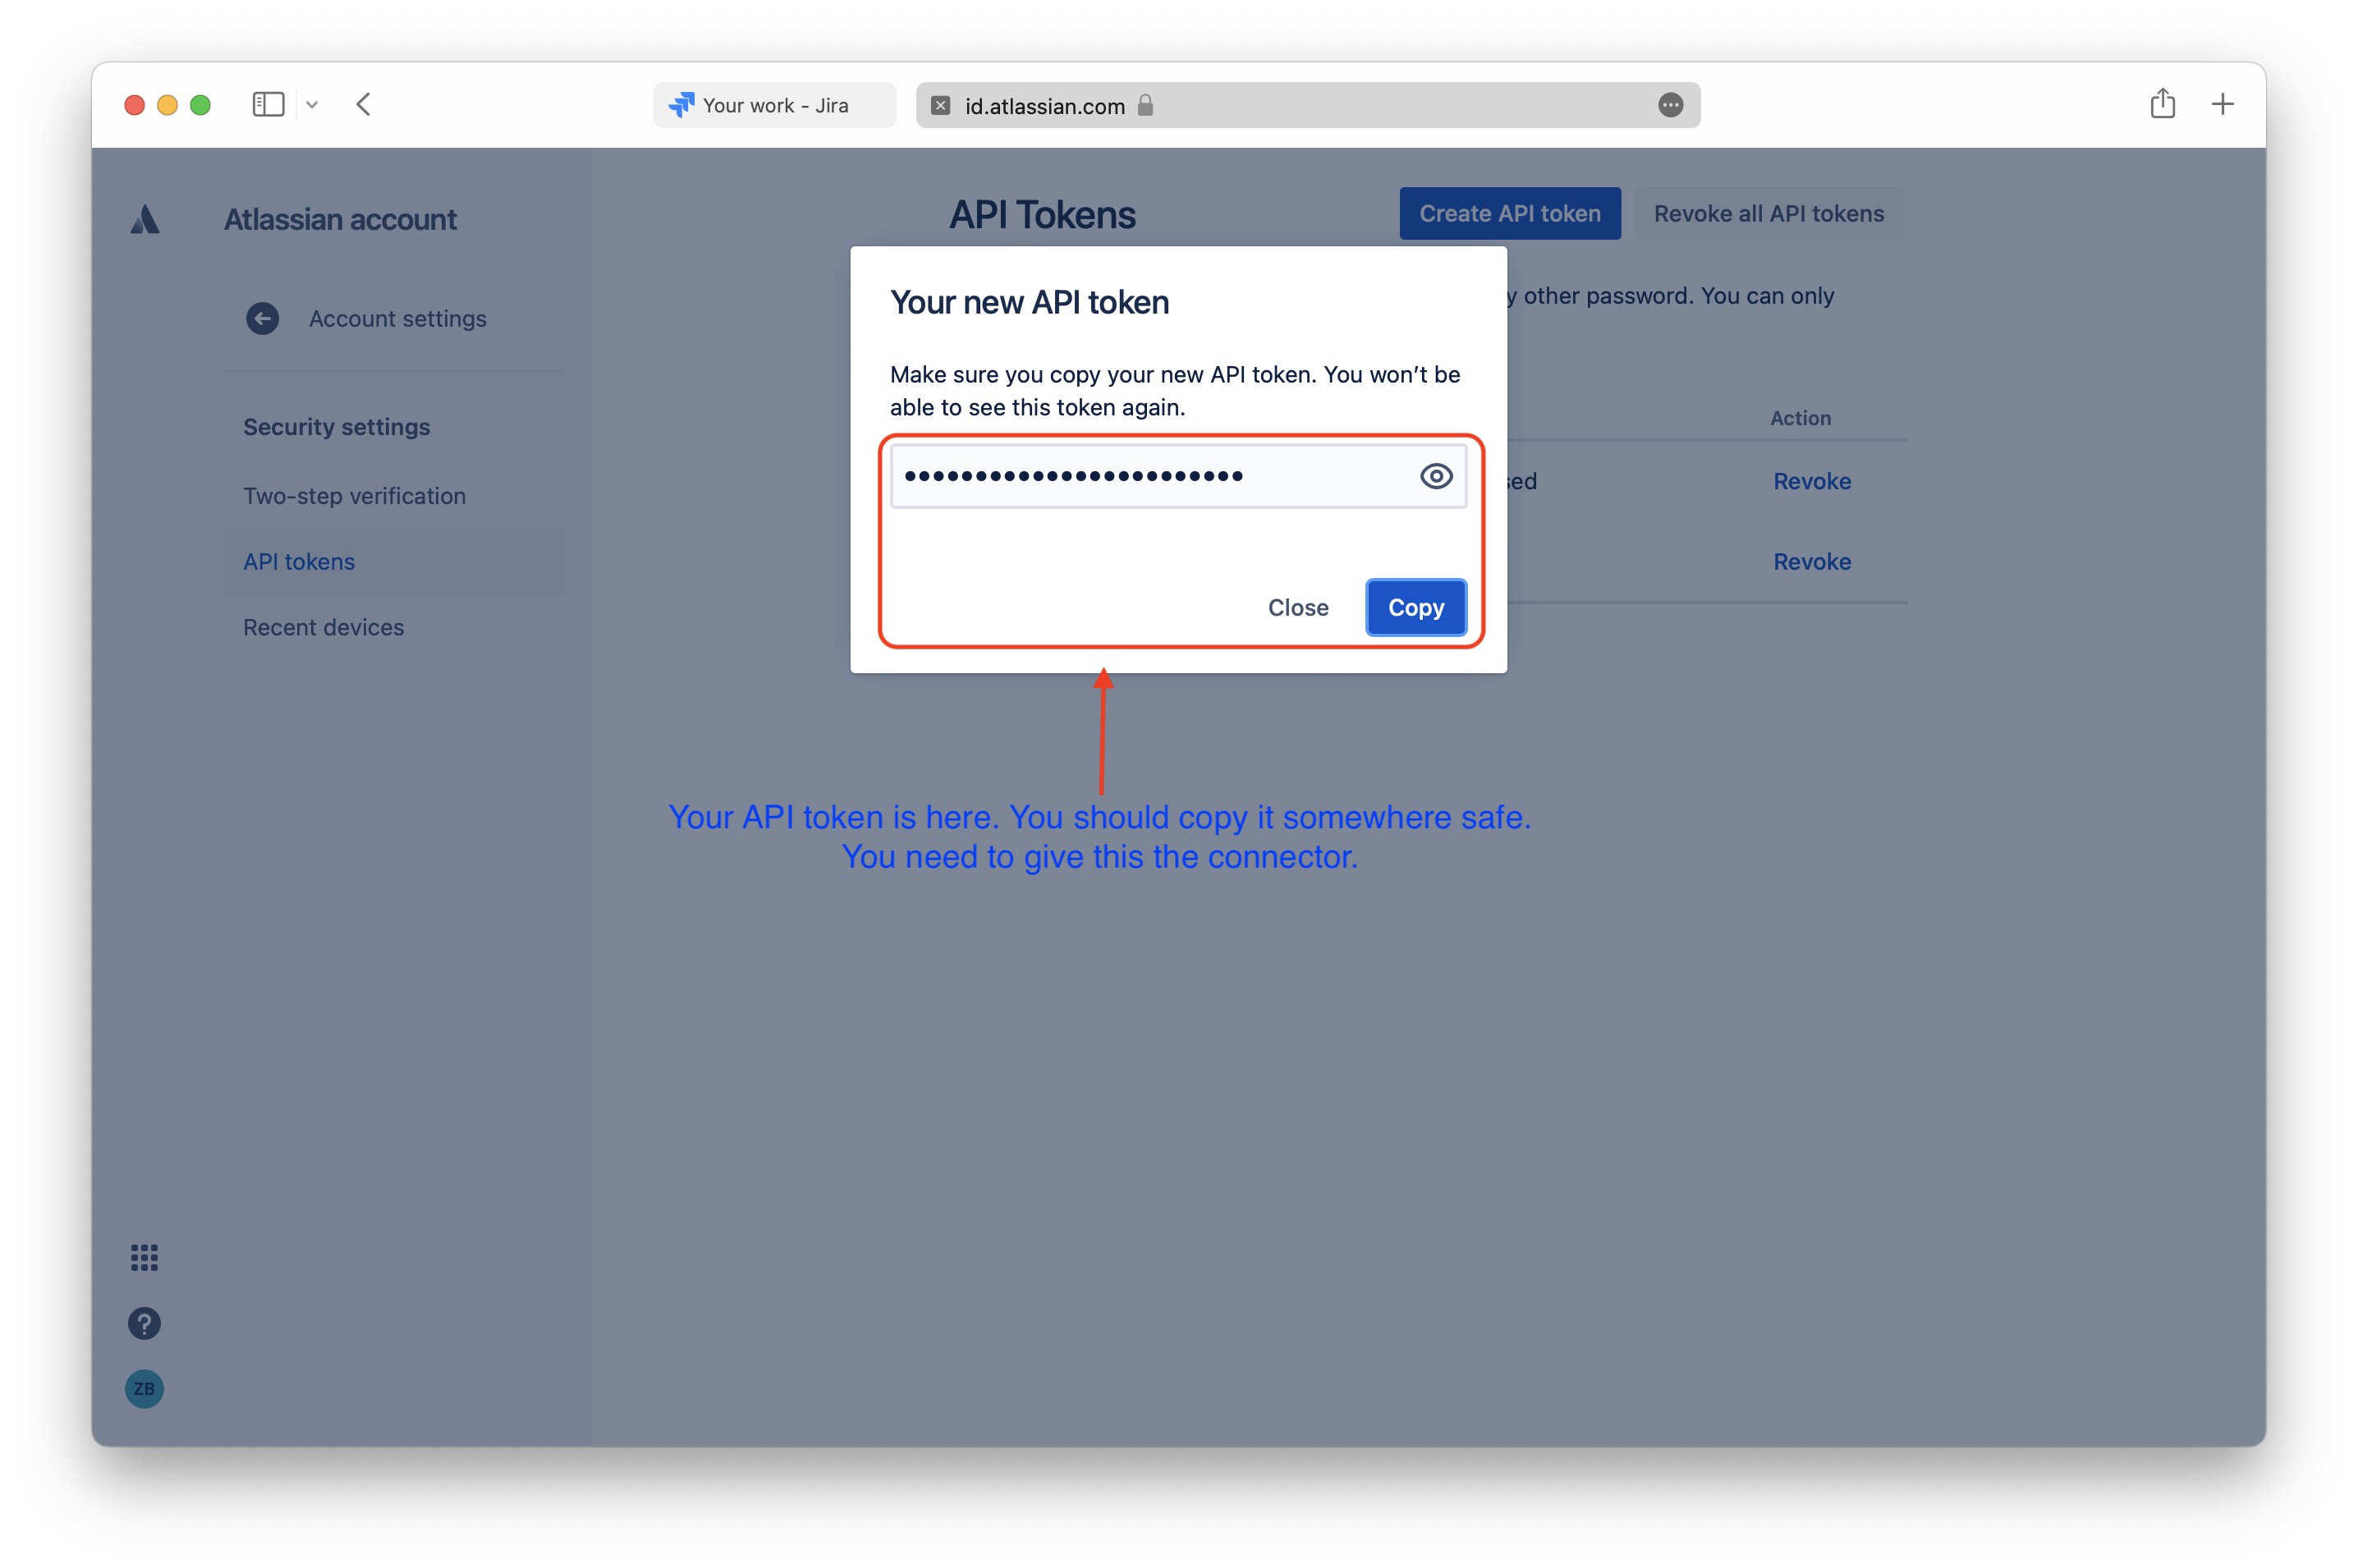 Your work - Jira
id.atlassian.com
Atlassian account
Account settings
Security settings
Two-step verification
API tokens
Recent devices
ZB
API Tokens
Create API token
Revoke all API tokens
other password. You can only
Action
Revoke
Revoke
Your new API token
Make sure you copy your new API token. You won’t be
able to see this token again.
••••••••••••••••••••••••
Close
Copy
Your API token is here. You should copy it somewhere safe.
You need to give this the connector.